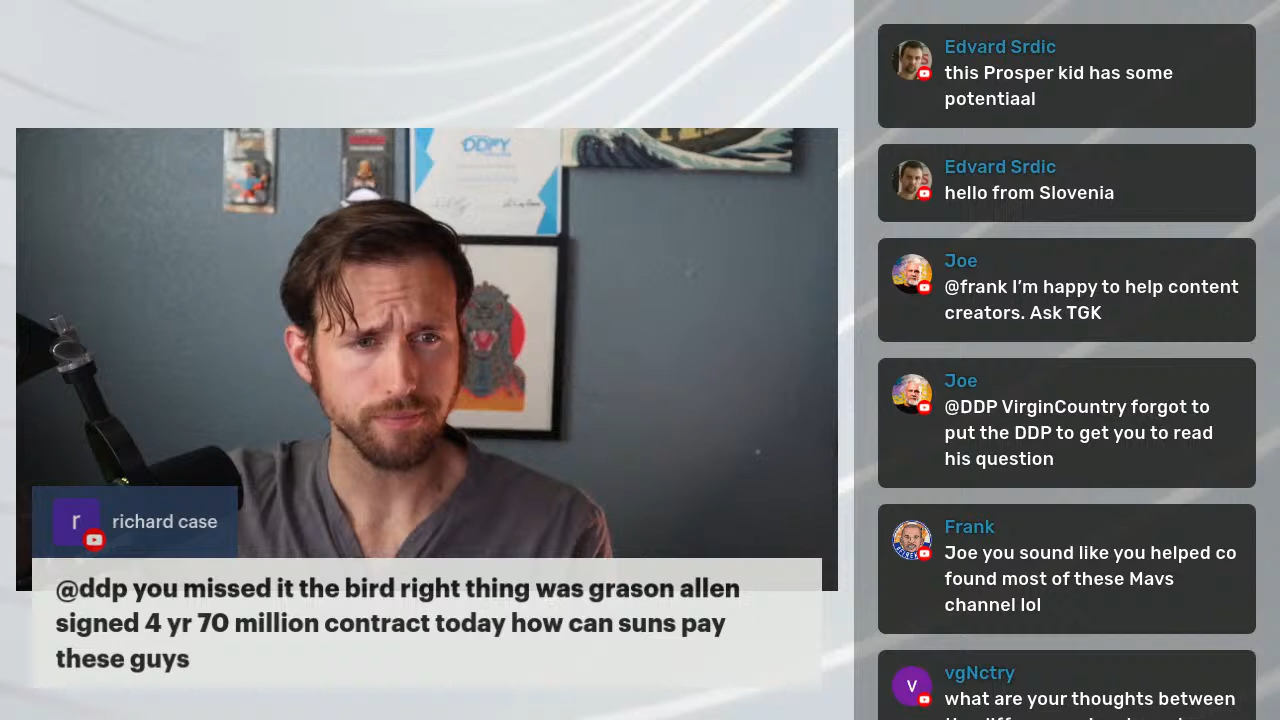 DDPY
r
richard case
@ddp you missed it the bird right thing was grason allen
signed 4 yr 70 million contract today how can suns pay
these guys
Edvard Srdic
this Prosper kid has some
potentiaal
Edvard Srdic
hello from Slovenia
Joe
@frank I’m happy to help content
creators. Ask TGK
Joe
@DDP VirginCountry forgot to
put the DDP to get you to read
his question
Frank
Joe you sound like you helped co
found most of these Mavs
channel lol
V
vgNctry
what are your thoughts between